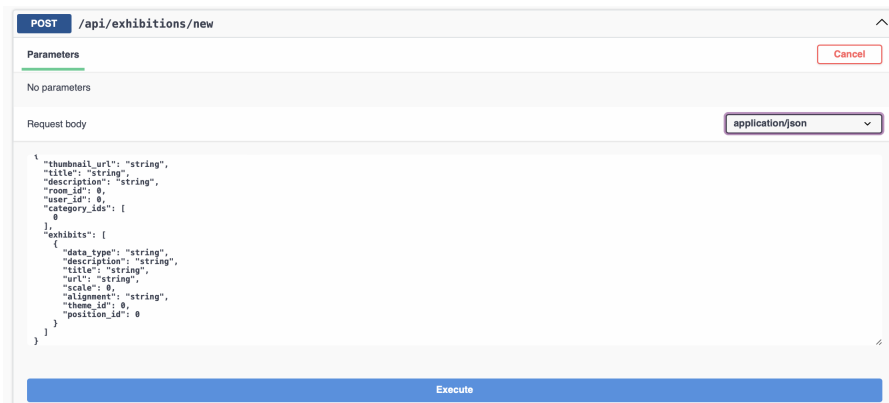 POST /api/exhibitions/new
Parameters
Cancel
No parameters
Request body
application/json
{
"thumbnail_url": "string",
"title": "string",
"description": "string",
"room_id": 0,
"user_id": 0,
"category_ids": [
0
],
"exhibits": [
{
"data_type": "string",
"description": "string",
"title": "string",
"url": "string",
"scale": 0,
"alignment": "string",
"theme_id": 0,
"position_id": 0
}
]
}
Execute